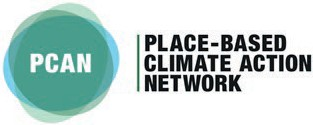 PCAN
PLACE-BASED
CLIMATE ACTION
NETWORK